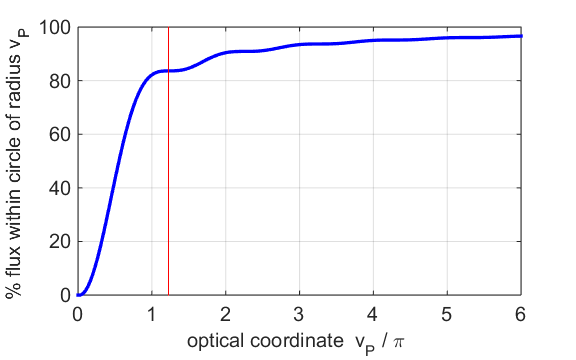 % flux within circle of radius v_P
100
80
60
40
20
0
0 1 2 3 4 5 6
optical coordinate v_P / π